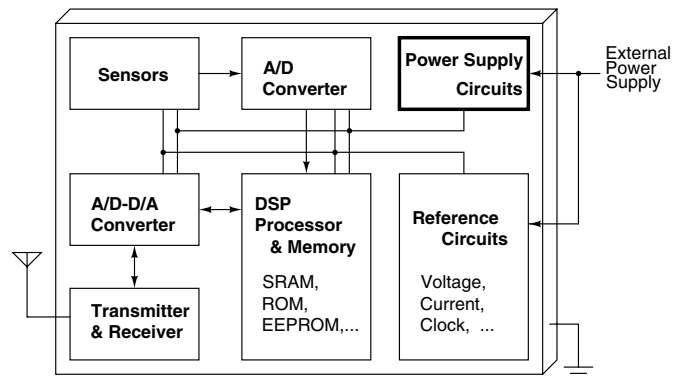 Sensors
A/D
Converter
Power Supply
Circuits
External
Power
Supply
A/D-D/A
Converter
DSP
Processor
& Memory
SRAM,
ROM,
EEPROM,...
Reference
Circuits
Voltage,
Current,
Clock, ...
Transmitter
& Receiver